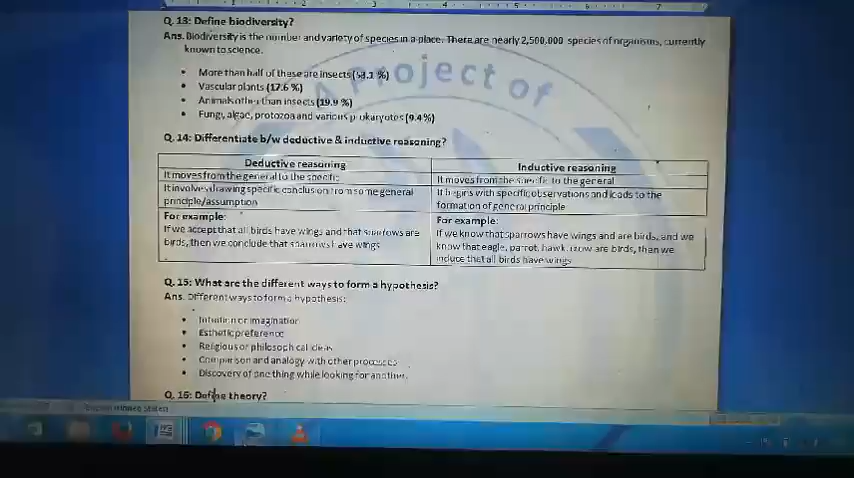 Q. 13: Define biodiversity?
Ans. Biodiversity is the number and variety of species in a place. There are nearly 2,500,000 species of organisms, currently
known to science.
• More than half of these are insects (53.1 %)
• Vascular plants (17.6 %)
• Animals other than insects (19.9 %)
• Fungi, algae, protozoa and various prokaryotes (9.4%)
A Project of
Q. 14: Differentiate b/w deductive & inductive reasoning?
Deductive reasoning
It moves from the general to the specific
It involves drawing specific conclusion from some general
principle/assumption
For example:
If we accept that all birds have wings and that sparrows are
birds, then we conclude that sparrows have wings
Inductive reasoning
It moves from the specific to the general
It begins with specific observations and leads to the
formation of general principle
For example:
If we know that sparrows have wings and are birds, and we
know that eagle, parrot, hawk, crow are birds, then we
induce that all birds have wings
Q. 15: What are the different ways to form a hypothesis?
Ans. Different ways to form a hypothesis:
• Intuition or imagination
• Esthetic preference
• Religious or philosophical ideas
• Comparison and analogy with other processes
• Discovery of one thing while looking for another.
Q. 16: Define theory?